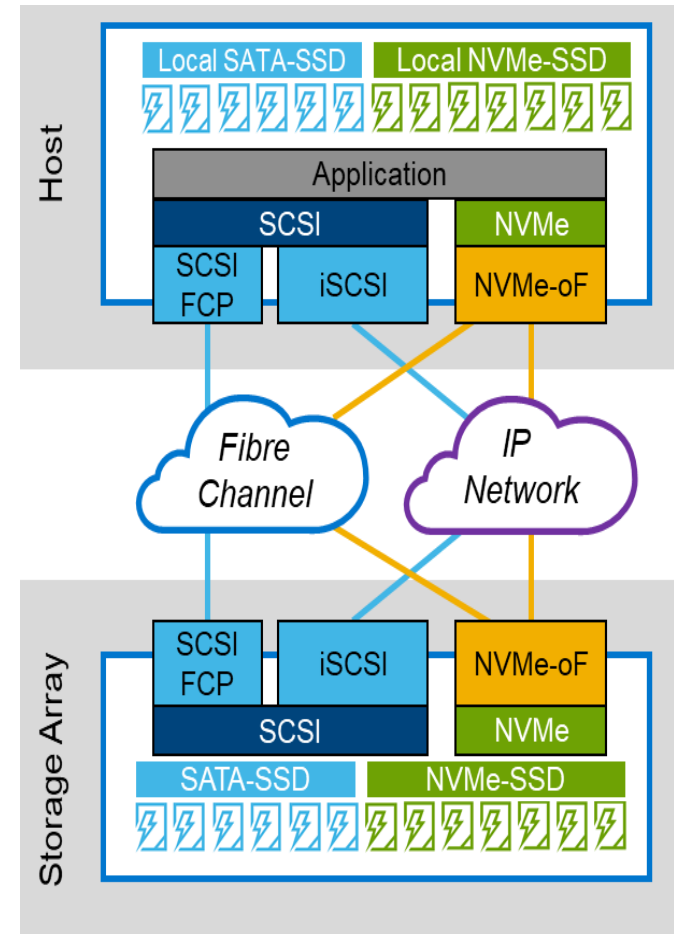 Host
Local SATA-SSD
Local NVMe-SSD
Application
SCSI
NVMe
SCSI
FCP
iSCSI
NVMe-oF
Fibre
Channel
IP
Network
Storage Array
SCSI
FCP
iSCSI
NVMe-oF
SCSI
NVMe
SATA-SSD
NVMe-SSD